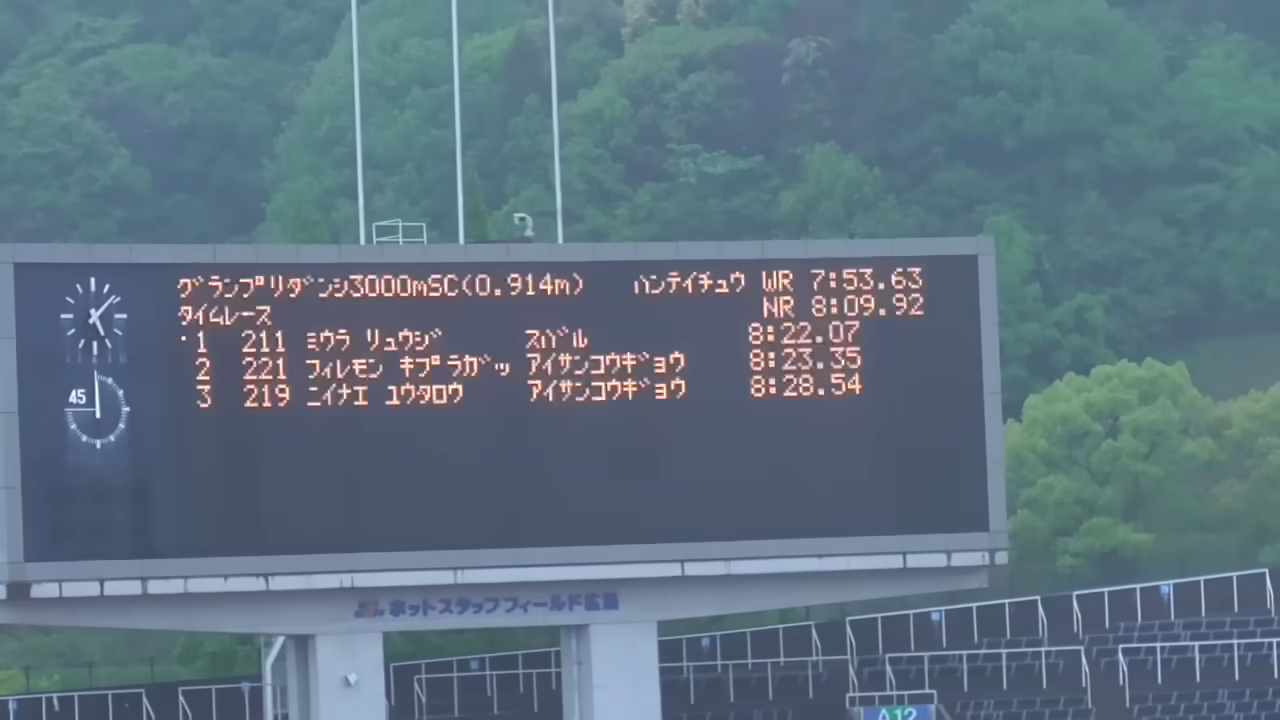 グランプリダンシ3000mSC(0.914m) ハンテイチュウ WR 7:53.63
タイムレース NR 8:09.92
1 211 ミウラ リュウジ スバル 8:22.07
2 221 フィレモン キプラガッ アイサンコウギョウ 8:23.35
3 219 ニイナエ ユウタロウ アイサンコウギョウ 8:28.54
45
ホットスタッフフィールド広島
A12